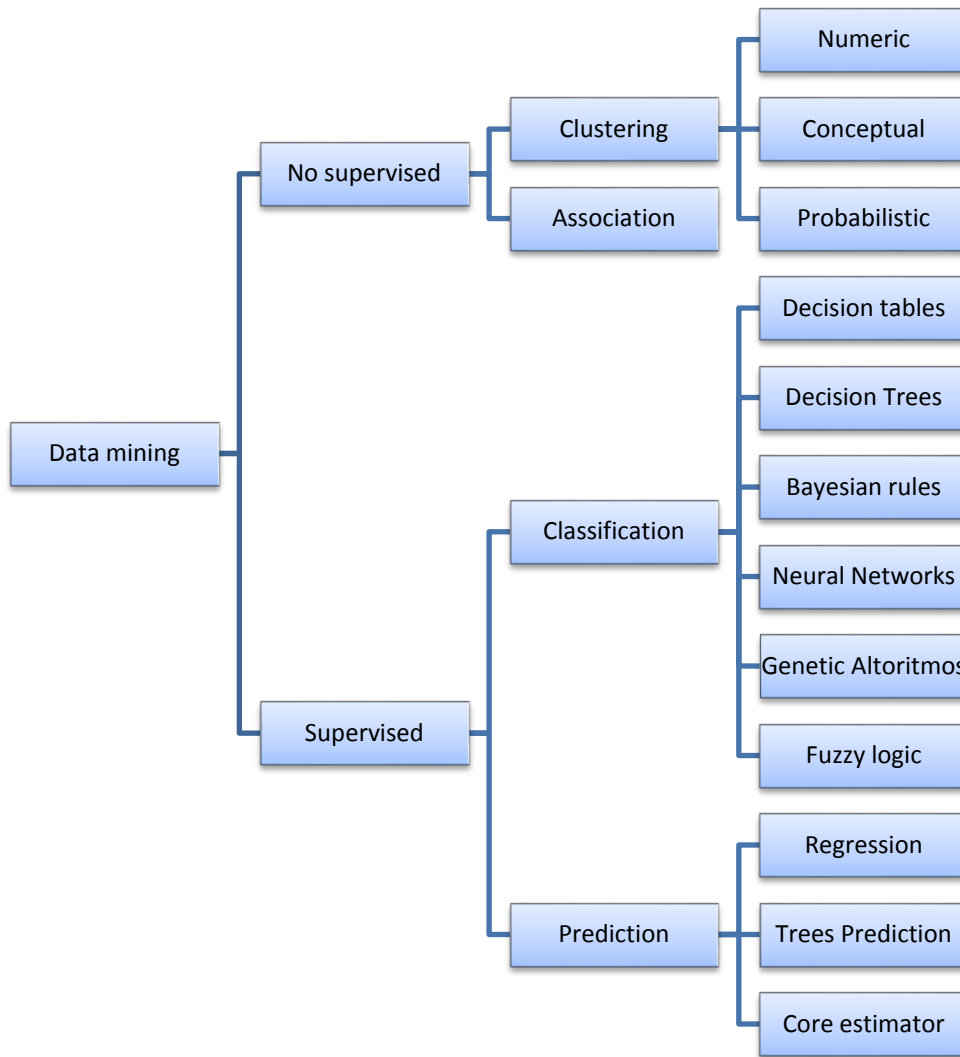 Data mining
No supervised
Clustering
Numeric
Conceptual
Probabilistic
Association
Supervised
Classification
Decision tables
Decision Trees
Bayesian rules
Neural Networks
Genetic Altoritmos
Fuzzy logic
Prediction
Regression
Trees Prediction
Core estimator